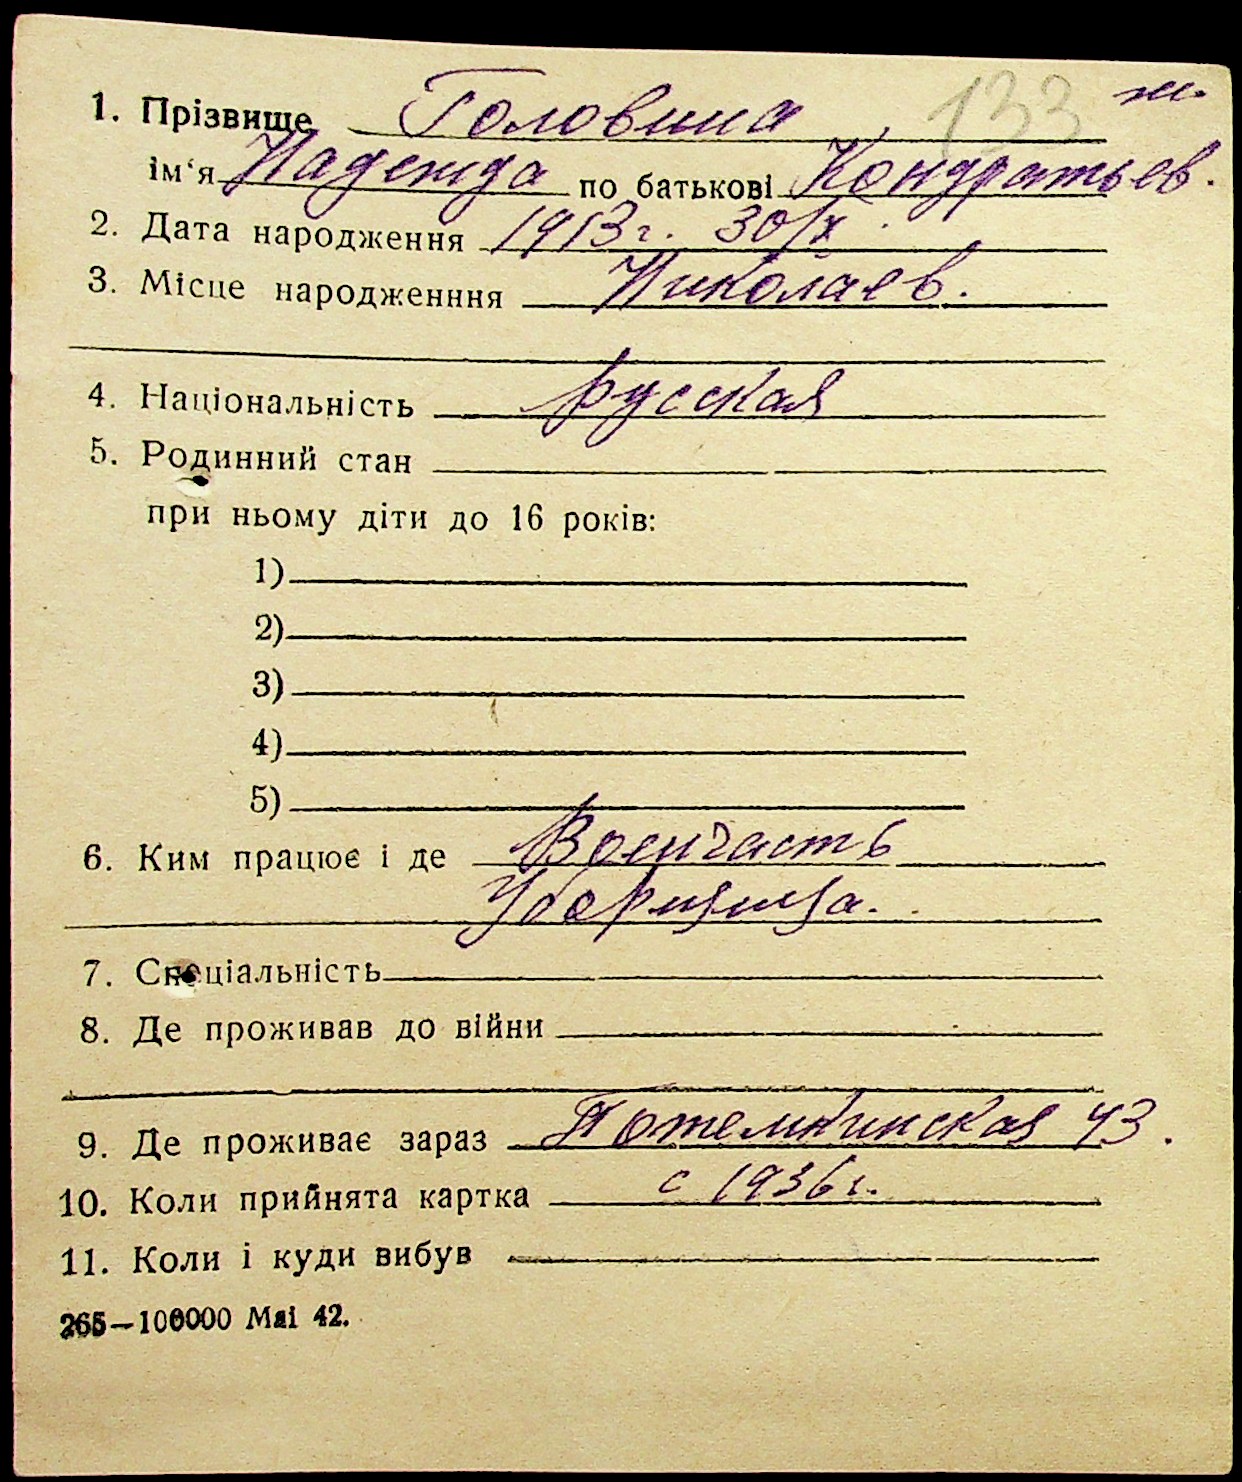 133 ж.
1. Прізвище Головина
ім‘я Надежда по батькові Кондратьев.
2. Дата народження 1913 г. 30/X
3. Місце народженння Николаев.
4. Національність русская
5. Родинний стан
при ньому діти до 16 років:
1)
2)
3)
4)
5)
6. Ким працює і де Военчасть
Уборщица.
7. Спеціальність
8. Де проживав до війни
9. Де проживає зараз Потемкинская 43.
10. Коли прийнята картка с 1936 г.
11. Коли і куди вибув
265—100000 Маі 42.